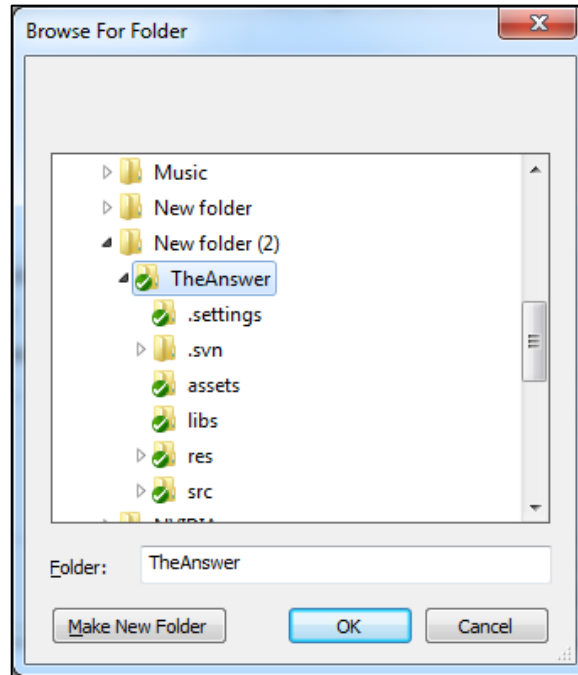 Browse For Folder
Music
New folder
New folder (2)
TheAnswer
.settings
.svn
assets
libs
res
src
NVIDIA
Folder:
TheAnswer
Make New Folder
OK
Cancel